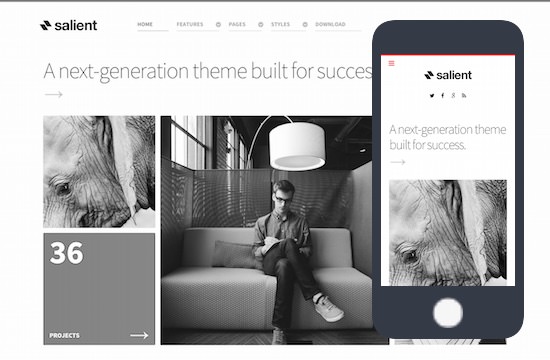 salient
HOME FEATURES PAGES STYLES DOWNLOAD
A next-generation theme built for succes
36
PROJECTS
salient
A next-generation theme
built for success.